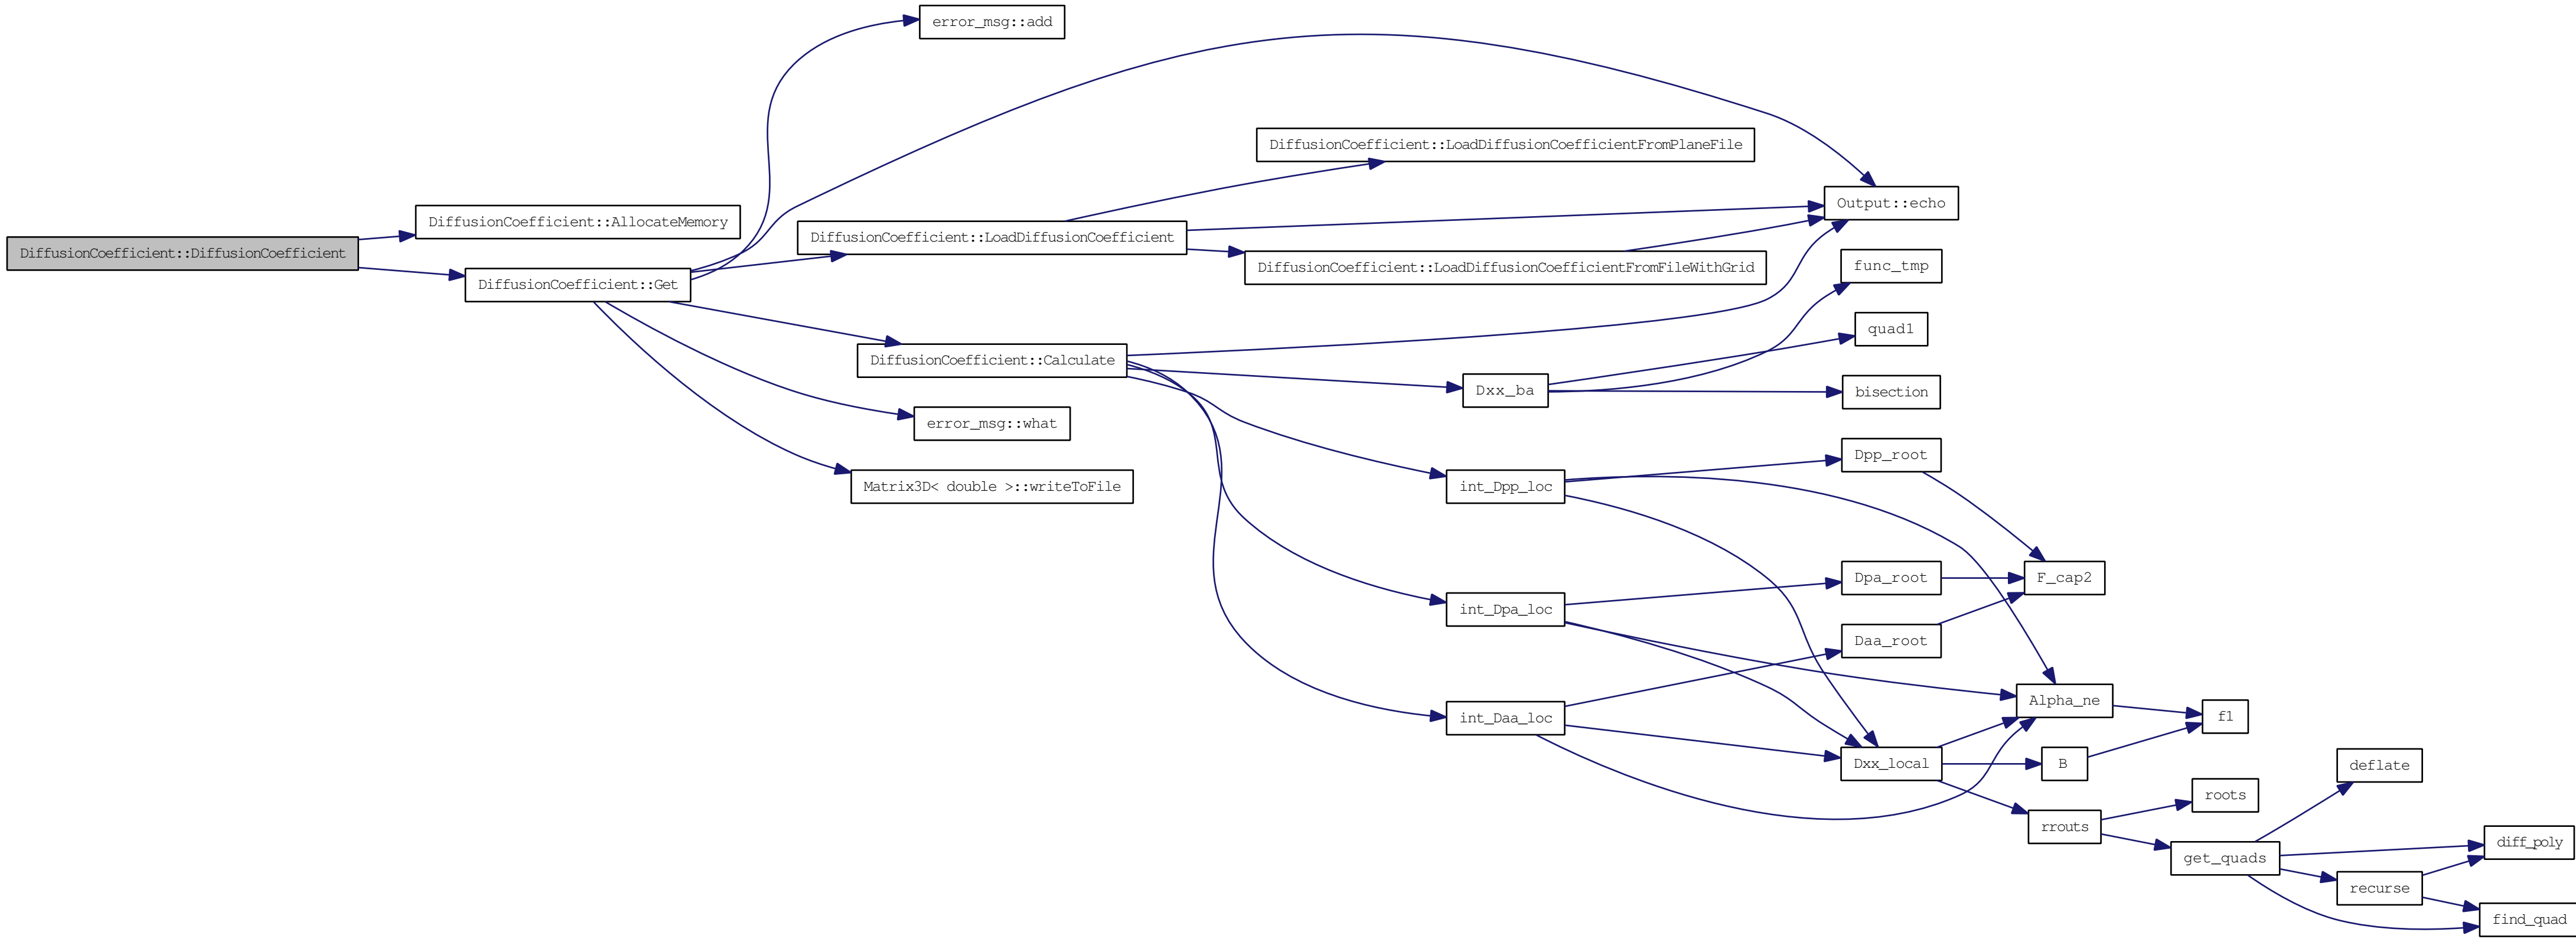 error_msg::add
DiffusionCoefficient::LoadDiffusionCoefficientFromPlaneFile
Output::echo
DiffusionCoefficient::AllocateMemory
DiffusionCoefficient::LoadDiffusionCoefficient
DiffusionCoefficient::DiffusionCoefficient
DiffusionCoefficient::LoadDiffusionCoefficientFromFileWithGrid
func_tmp
DiffusionCoefficient::Get
quad1
DiffusionCoefficient::Calculate
Dxx_ba
bisection
error_msg::what
Dpp_root
Matrix3D< double >::writeToFile
int_Dpp_loc
Dpa_root
F_cap2
int_Dpa_loc
Daa_root
Alpha_ne
int_Daa_loc
f1
Dxx_local
B
deflate
roots
rrouts
diff_poly
get_quads
recurse
find_quad